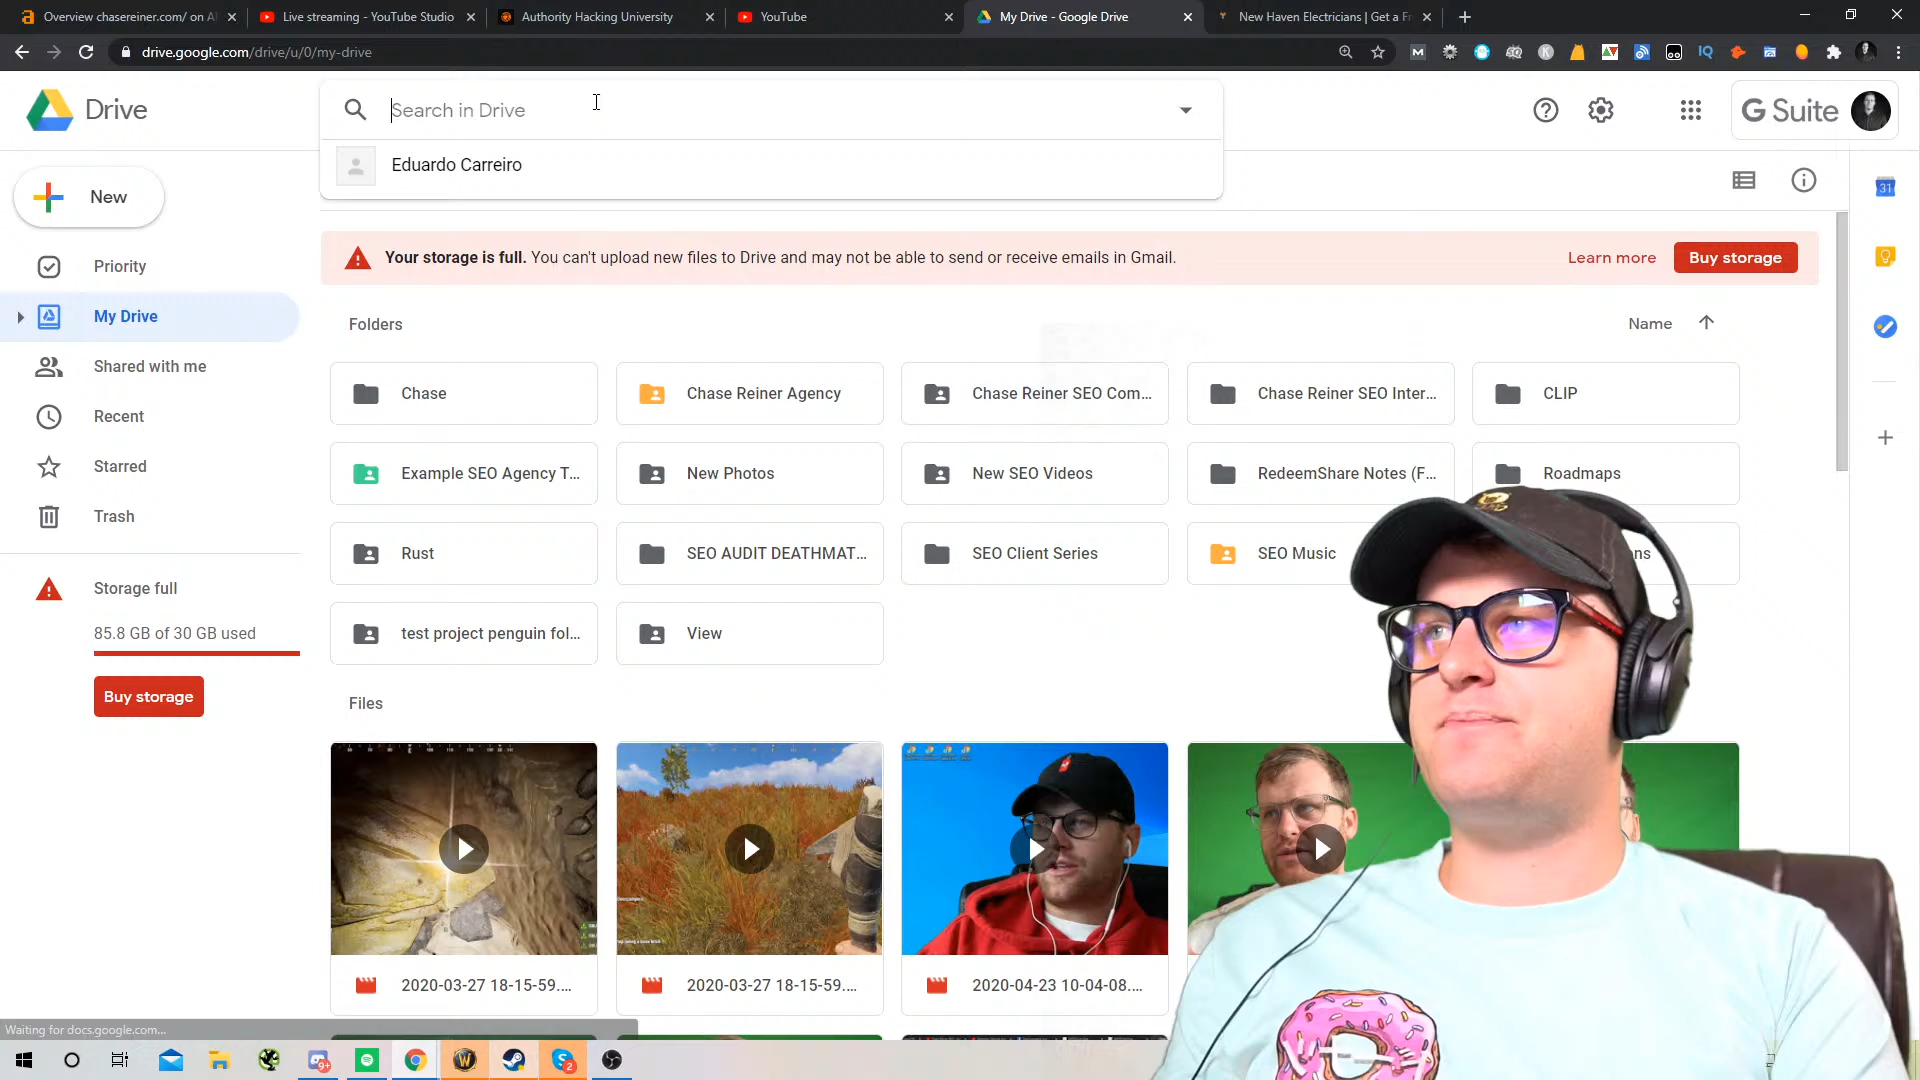 Overview chasereiner.com/ on A
Live streaming - YouTube Studio
Authority Hacking University
YouTube
My Drive - Google Drive
New Haven Electricians | Get a Fr
drive.google.com/drive/u/0/my-drive
Drive
Search in Drive
G Suite
Eduardo Carreiro
New
Your storage is full. You can't upload new files to Drive and may not be able to send or receive emails in Gmail.
Learn more
Buy storage
Priority
My Drive
Shared with me
Recent
Starred
Trash
Storage full
85.8 GB of 30 GB used
Buy storage
Folders
Name
Chase
Chase Reiner Agency
Chase Reiner SEO Com...
Chase Reiner SEO Inter...
CLIP
Example SEO Agency T...
New Photos
New SEO Videos
RedeemShare Notes (F...
Roadmaps
Rust
SEO AUDIT DEATHMAT...
SEO Client Series
SEO Music
ns
test project penguin fol...
View
Files
2020-03-27 18-15-59....
2020-03-27 18-15-59....
2020-04-23 10-04-08....
31
Waiting for docs.google.com...
9+
2